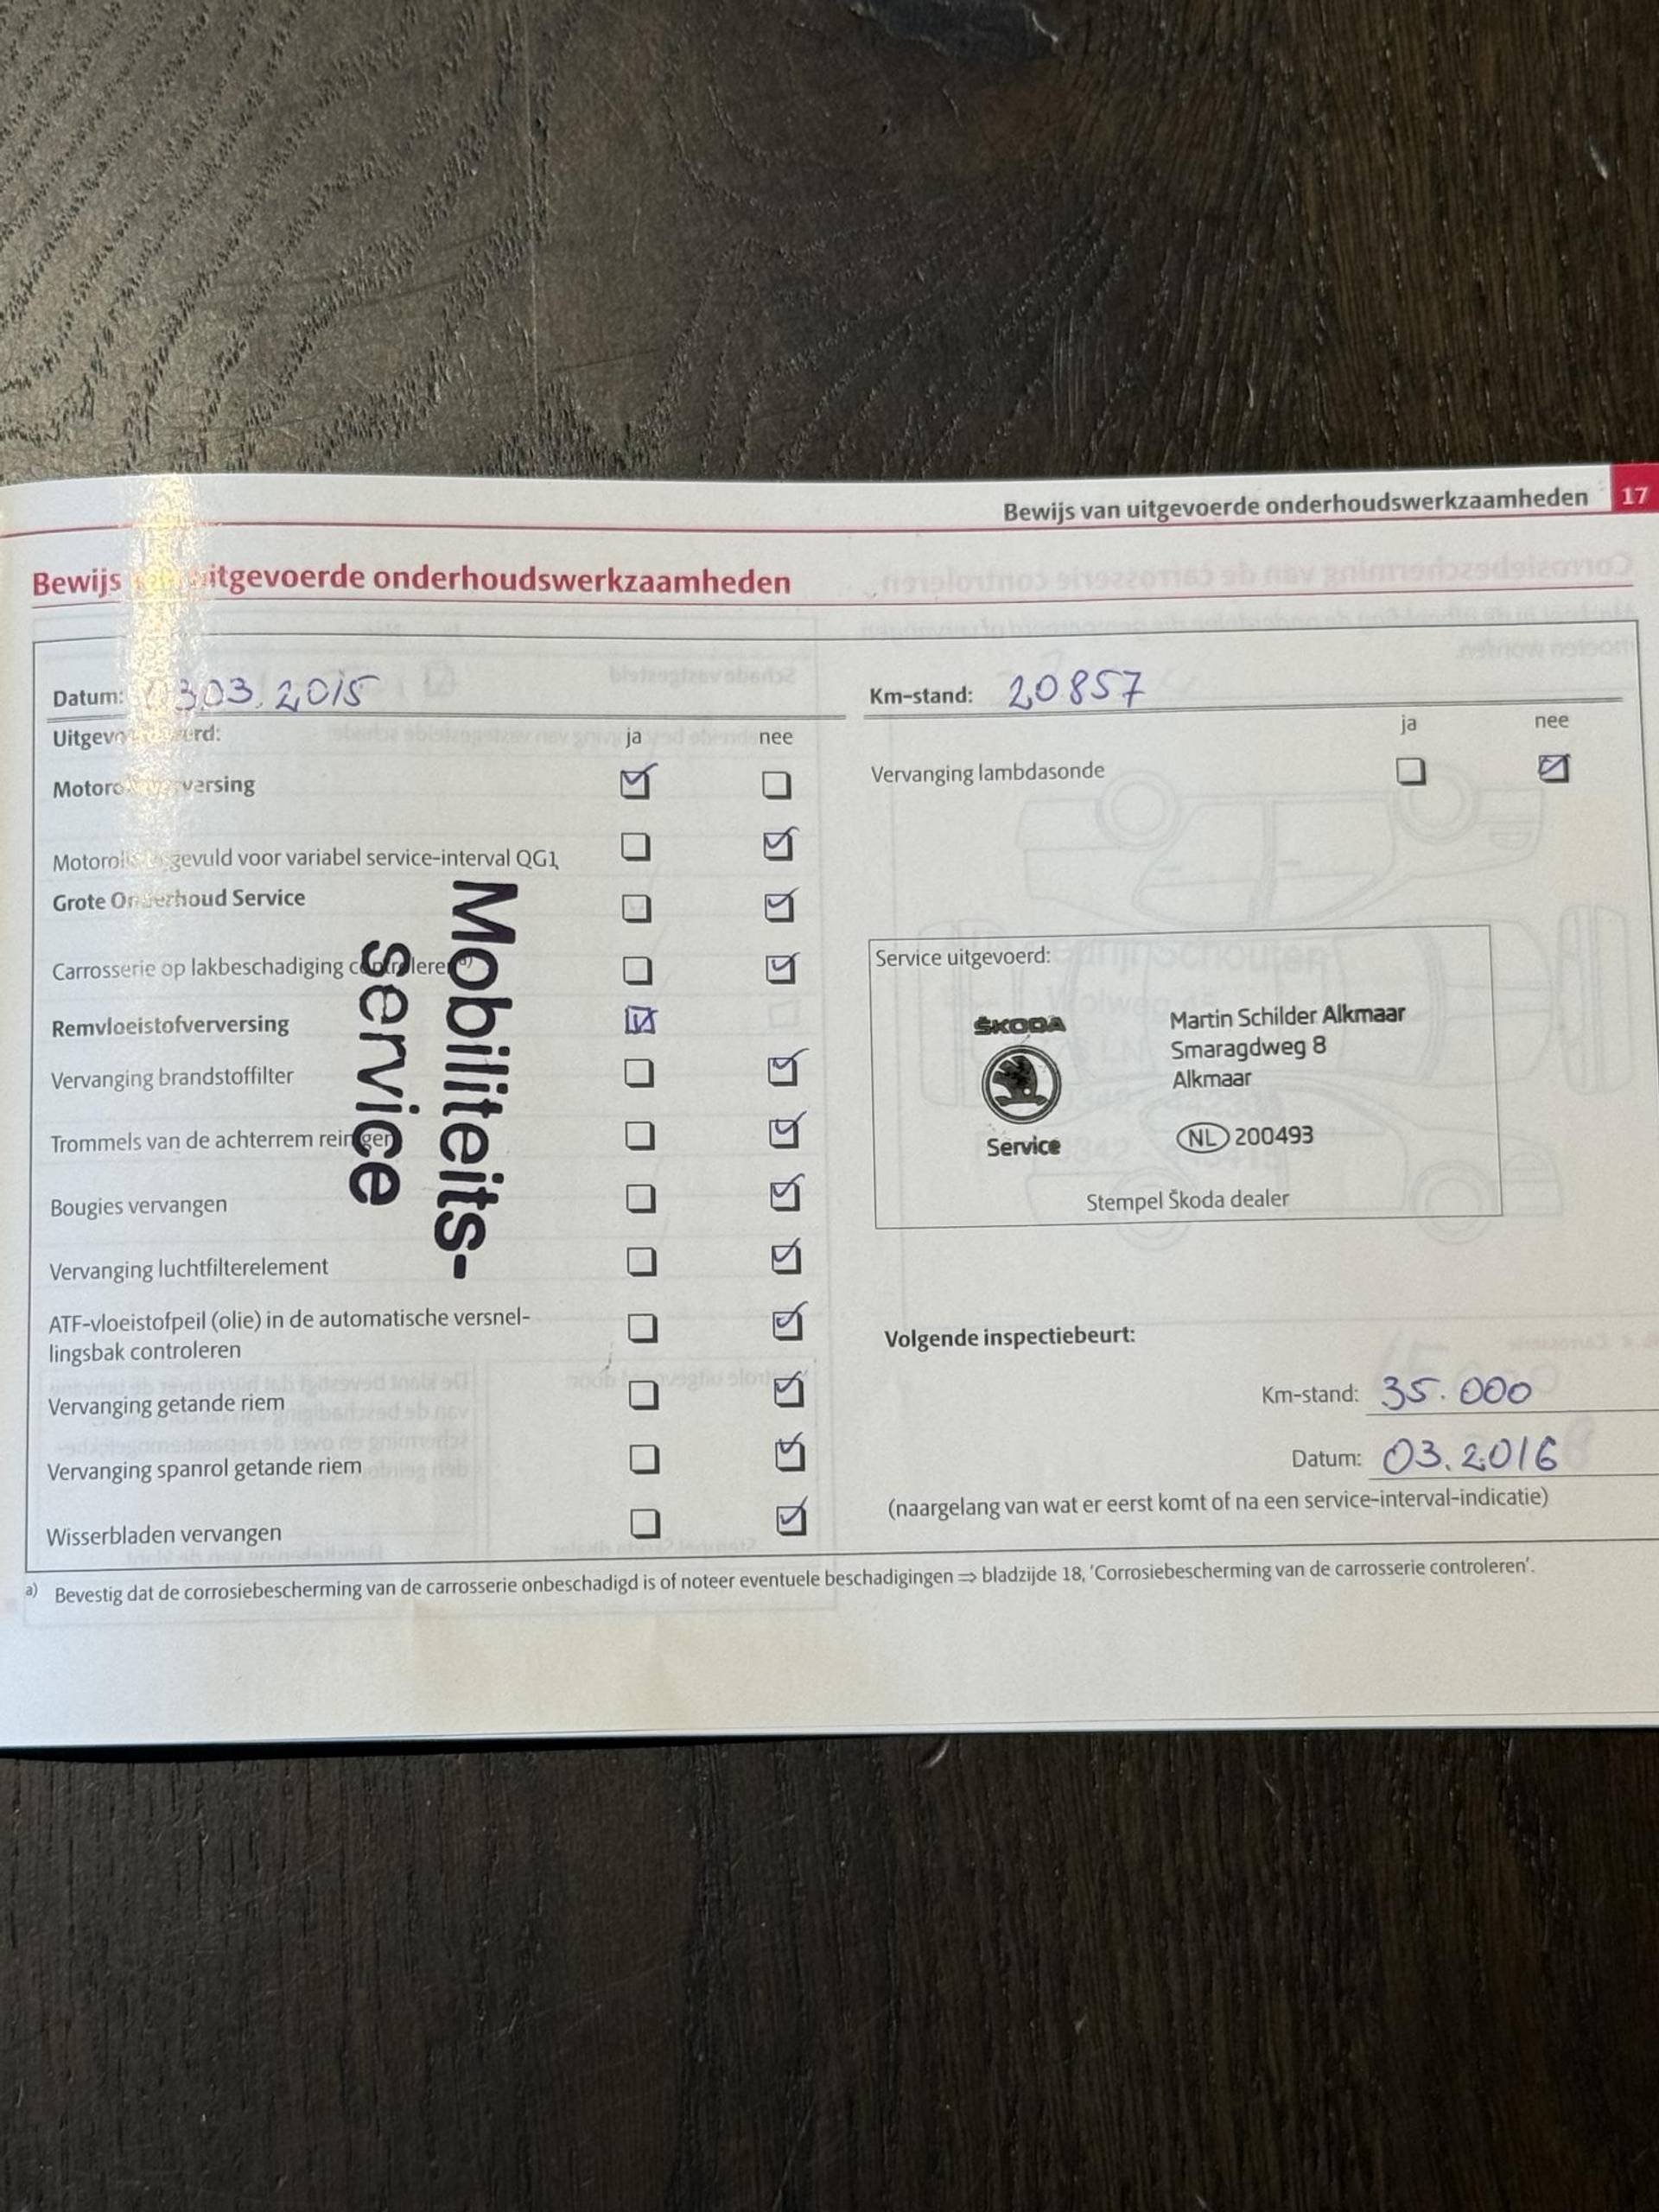 Bewijs van uitgevoerde onderhoudswerkzaamheden 17
Bewijs uitgevoerde onderhoudswerkzaamheden
Datum: 03.03.2015
Km-stand: 20857
ja nee
ja nee
Motorolieverversing
Vervanging lambdasonde
gevuld voor variabel service-interval QG1
Grote Onderhoud Service
Carrosserie op lakbeschadiging controleren a)
Remvloeistofverversing
Vervanging brandstoffilter
Trommels van de achterrem reinigen
Bougies vervangen
Vervanging luchtfilterelement
ATF-vloeistofpeil (olie) in de automatische versnel-
lingsbak controleren
Vervanging getande riem
Vervanging spanrol getande riem
Wisserbladen vervangen
Mobiliteits-
service
Service uitgevoerd:
ŠKODA
Service
Martin Schilder Alkmaar
Smaragdweg 8
Alkmaar
NL 200493
Stempel Škoda dealer
Volgende inspectiebeurt:
Km-stand: 35.000
Datum: 03.2016
(naargelang van wat er eerst komt of na een service-interval-indicatie)
a) Bevestig dat de corrosiebescherming van de carrosserie onbeschadigd is of noteer eventuele beschadigingen ⇒ bladzijde 18, 'Corrosiebescherming van de carrosserie controleren'.